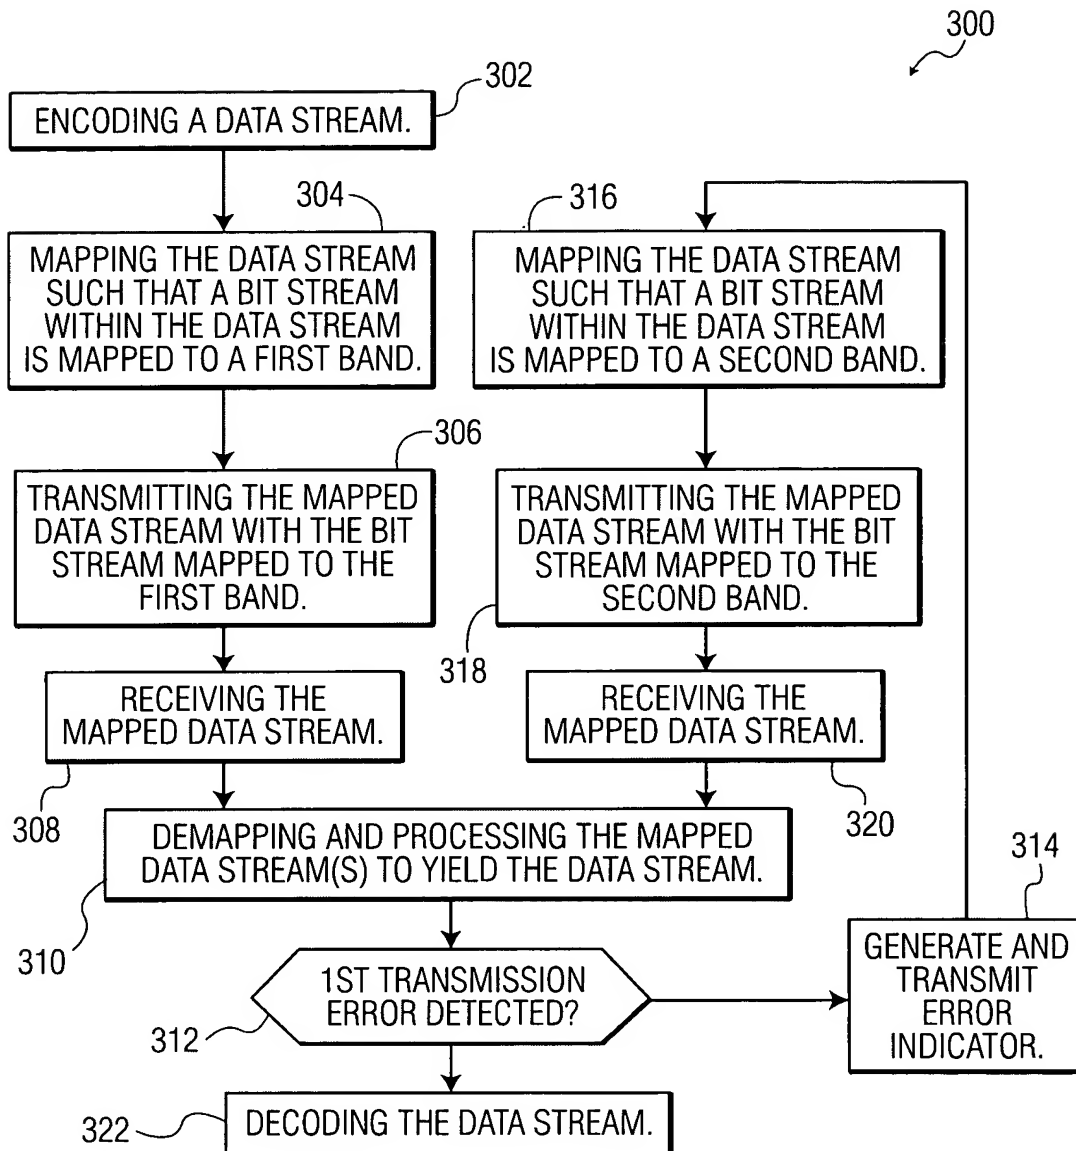 300
302
ENCODING A DATA STREAM.
304
MAPPING THE DATA STREAM
SUCH THAT A BIT STREAM
WITHIN THE DATA STREAM
IS MAPPED TO A FIRST BAND.
316
MAPPING THE DATA STREAM
SUCH THAT A BIT STREAM
WITHIN THE DATA STREAM
IS MAPPED TO A SECOND BAND.
306
TRANSMITTING THE MAPPED
DATA STREAM WITH THE BIT
STREAM MAPPED TO THE
FIRST BAND.
TRANSMITTING THE MAPPED
DATA STREAM WITH THE BIT
STREAM MAPPED TO THE
SECOND BAND.
318
RECEIVING THE
MAPPED DATA STREAM.
308
RECEIVING THE
MAPPED DATA STREAM.
320
DEMAPPING AND PROCESSING THE MAPPED
DATA STREAM(S) TO YIELD THE DATA STREAM.
310
314
GENERATE AND
TRANSMIT
ERROR
INDICATOR.
1ST TRANSMISSION
ERROR DETECTED?
312
322
DECODING THE DATA STREAM.